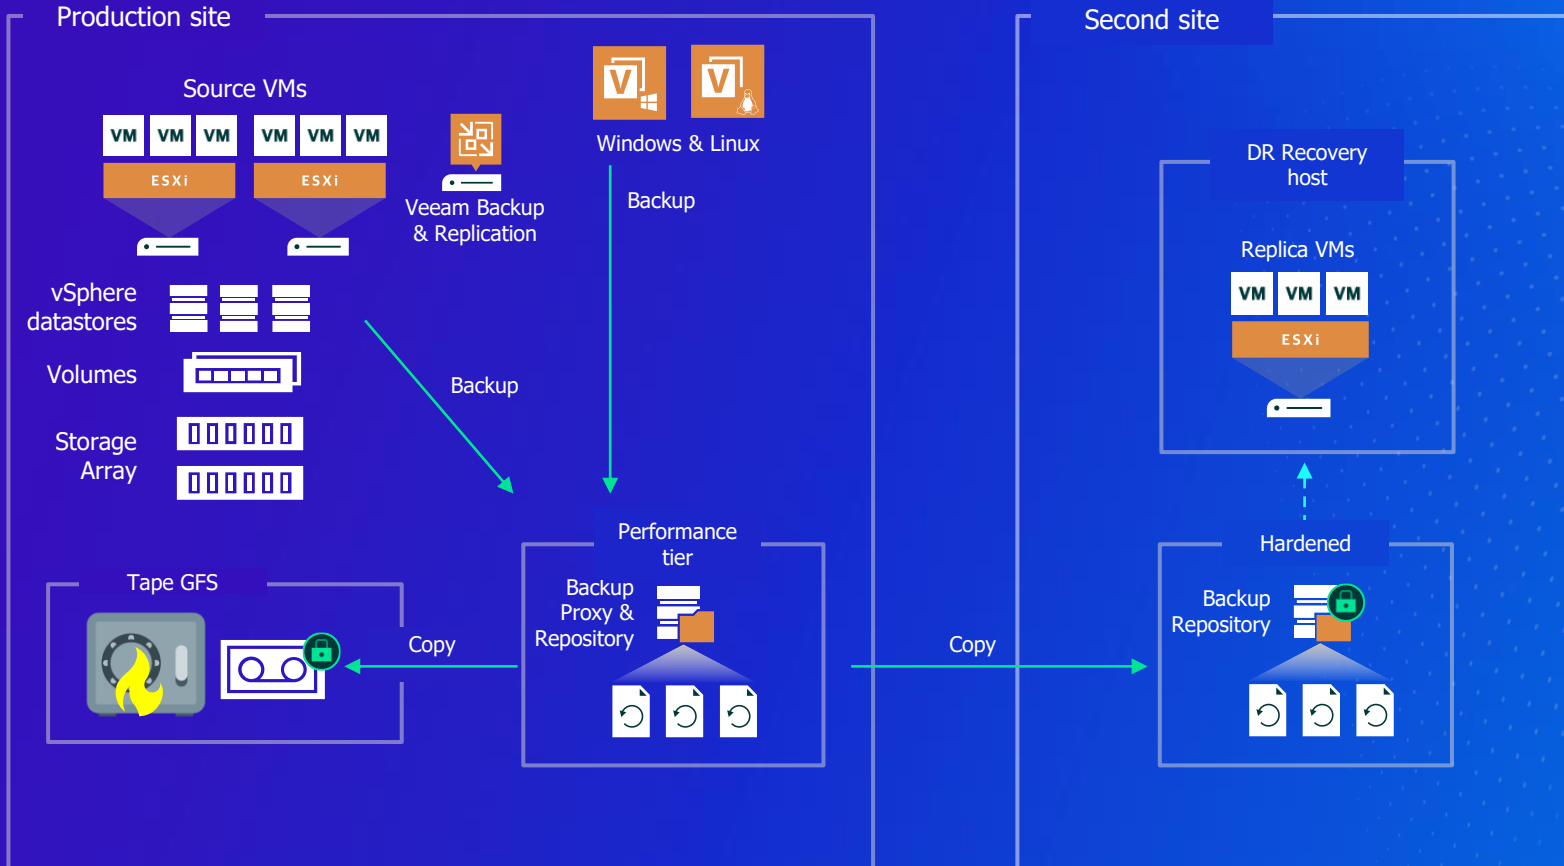 Production site
Second site
Source VMs
VM VM VM VM VM VM
ESXi ESXi
V V
Windows & Linux
Veeam Backup
& Replication
Backup
vSphere
datastores
Volumes
Storage
Array
Backup
DR Recovery
host
Replica VMs
VM VM VM
ESXi
Performance
tier
Backup
Proxy &
Repository
Tape GFS
Copy
Copy
Hardened
Backup
Repository